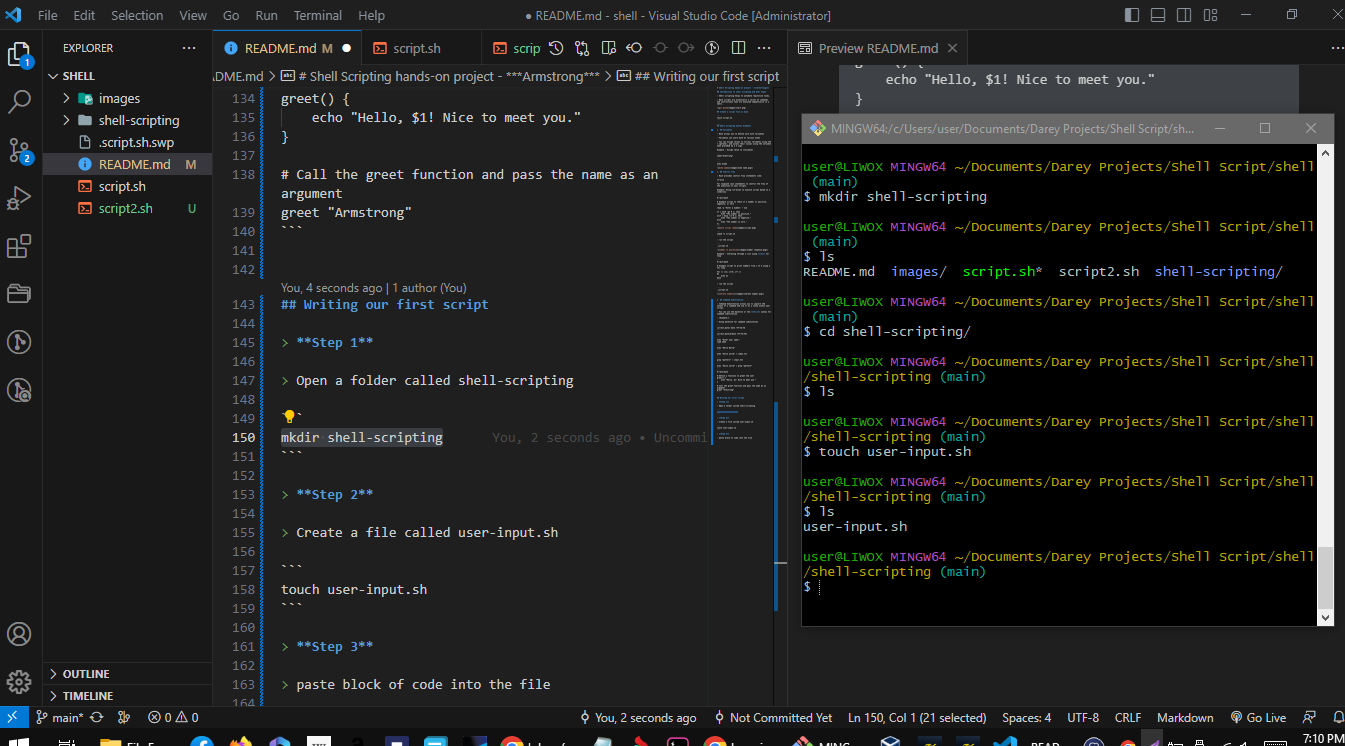 File Edit Selection View Go Run Terminal Help
● README.md - shell - Visual Studio Code [Administrator]
EXPLORER
SHELL
images
shell-scripting
.script.sh.swp
README.md M
script.sh
script2.sh U
OUTLINE
TIMELINE
1
2
README.md M
script.sh
scrip
DME.md > # Shell Scripting hands-on project - ***Armstrong*** > ## Writing our first script
134 greet() {
135 echo "Hello, $1! Nice to meet you."
136 }
137
138 # Call the greet function and pass the name as an
argument
139 greet "Armstrong"
140 ```
141
142
You, 4 seconds ago | 1 author (You)
143 ## Writing our first script
144
145 > **Step 1**
146
147 > Open a folder called shell-scripting
148
149 ```
150 mkdir shell-scripting You, 2 seconds ago • Uncommi
151 ```
152
153 > **Step 2**
154
155 > Create a file called user-input.sh
156
157 ```
158 touch user-input.sh
159 ```
160
161 > **Step 3**
162
163 > paste block of code into the file
164
Preview README.md
greet() {
echo "Hello, $1! Nice to meet you."
}
MINGW64:/c/Users/user/Documents/Darey Projects/Shell Script/sh...
user@LIWOX MINGW64 ~/Documents/Darey Projects/Shell Script/shell
(main)
$ mkdir shell-scripting
user@LIWOX MINGW64 ~/Documents/Darey Projects/Shell Script/shell
(main)
$ ls
README.md images/ script.sh* script2.sh shell-scripting/
user@LIWOX MINGW64 ~/Documents/Darey Projects/Shell Script/shell
(main)
$ cd shell-scripting/
user@LIWOX MINGW64 ~/Documents/Darey Projects/Shell Script/shell
/shell-scripting (main)
$ ls
user@LIWOX MINGW64 ~/Documents/Darey Projects/Shell Script/shell
/shell-scripting (main)
$ touch user-input.sh
user@LIWOX MINGW64 ~/Documents/Darey Projects/Shell Script/shell
/shell-scripting (main)
$ ls
user-input.sh
user@LIWOX MINGW64 ~/Documents/Darey Projects/Shell Script/shell
/shell-scripting (main)
$
main* 0 0 You, 2 seconds ago Not Committed Yet Ln 150, Col 1 (21 selected) Spaces: 4 UTF-8 CRLF Markdown Go Live
7:10 PM